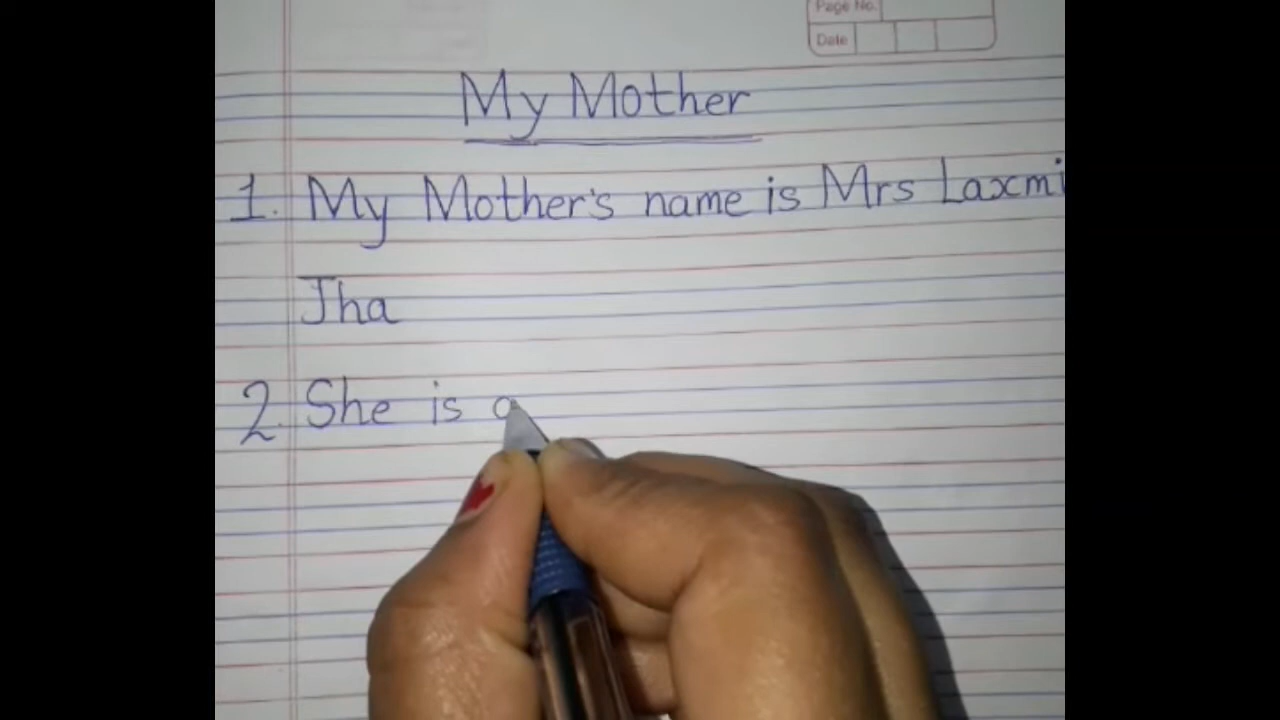 Page No.
Date
My Mother
1. My Mother's name is Mrs Laxmi
Jha
2. She is a